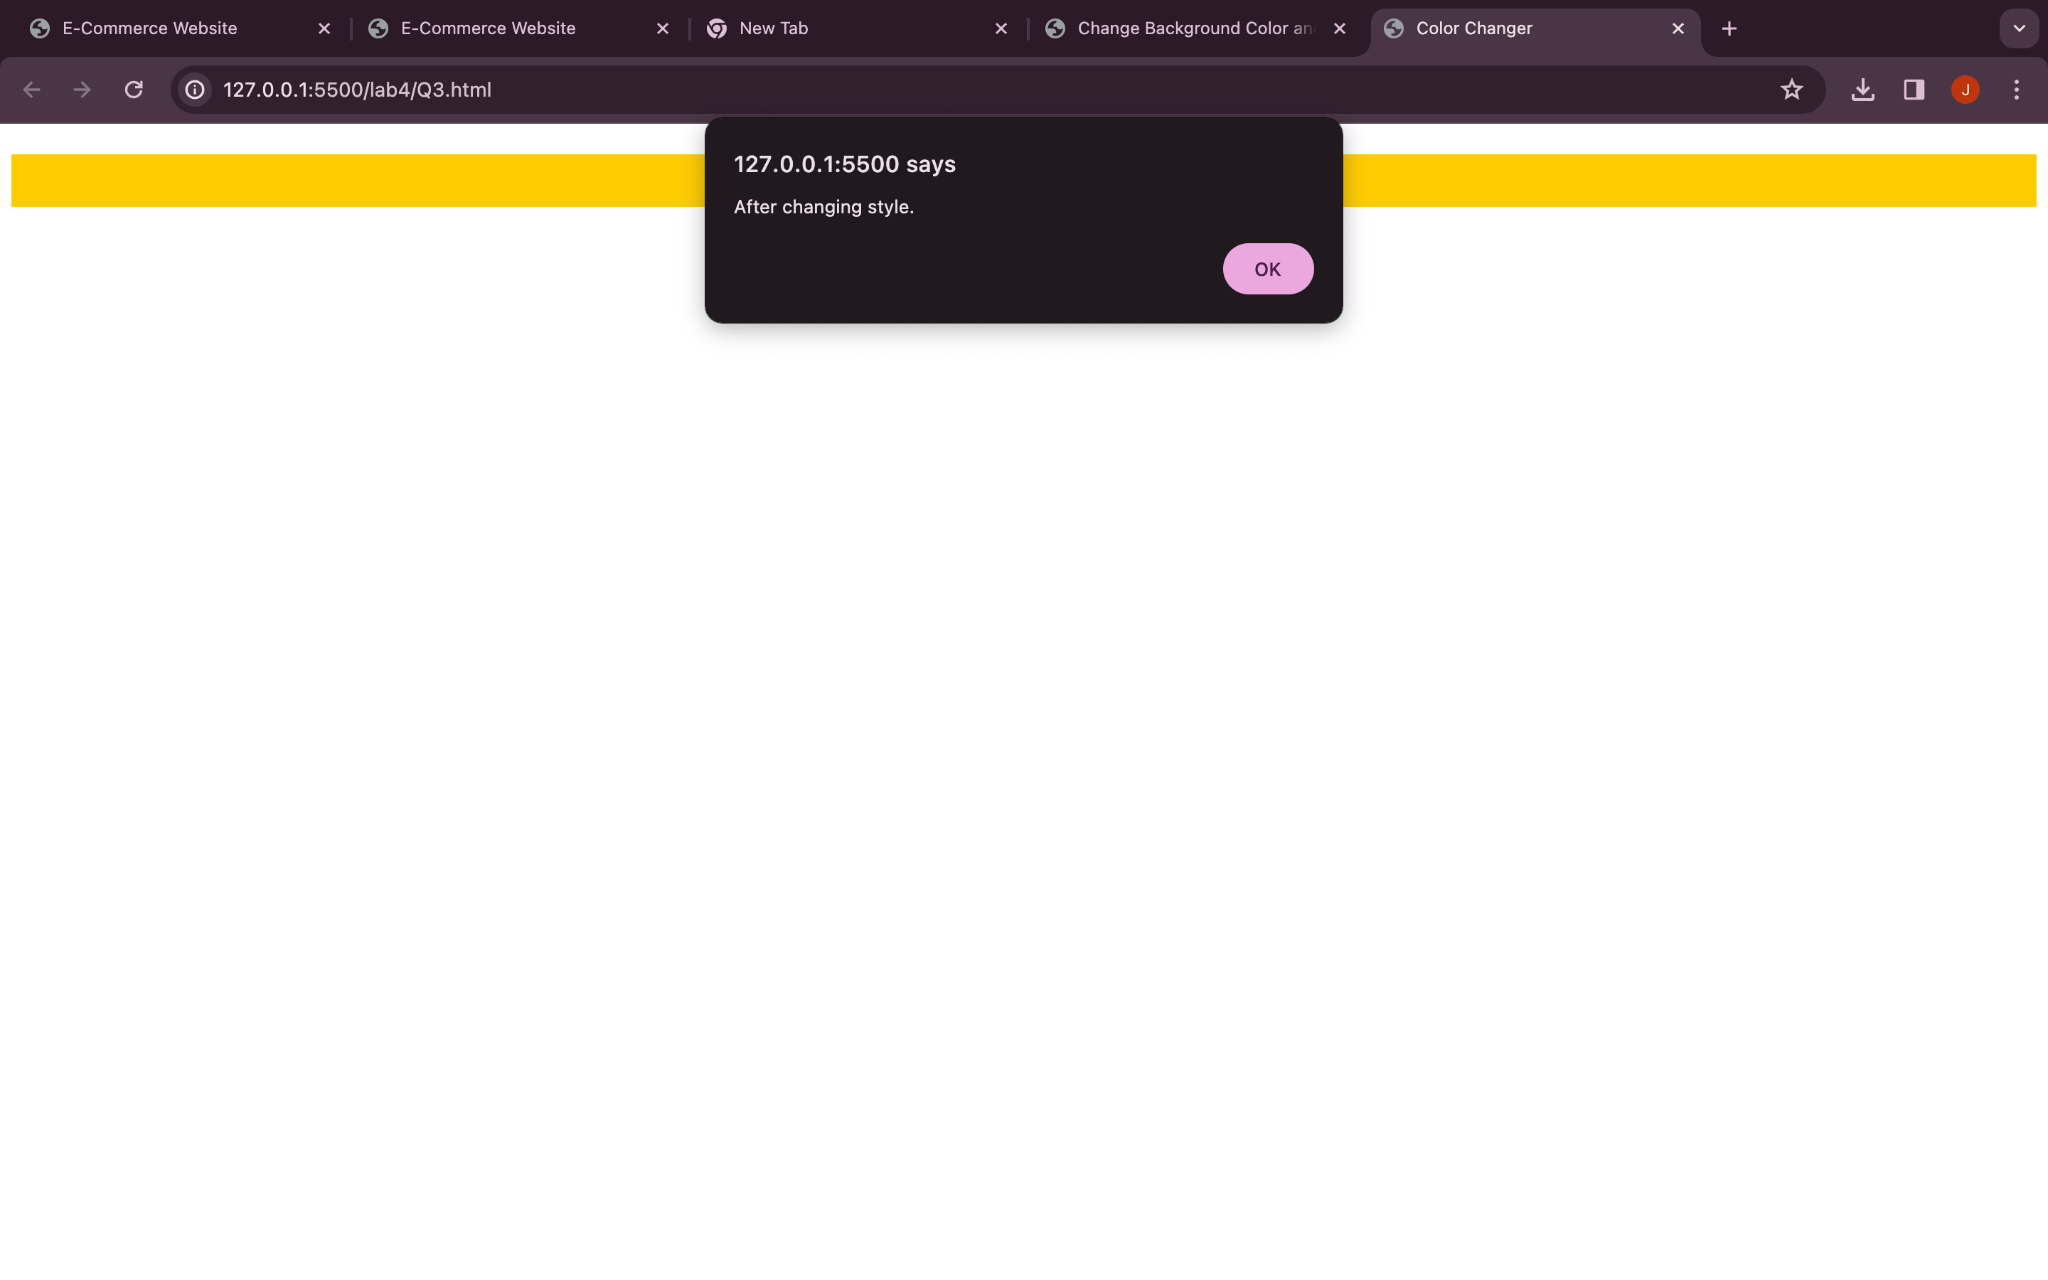 E-Commerce Website
E-Commerce Website
New Tab
Change Background Color
Color Changer
127.0.0.1:5500/lab4/Q3.html
J
127.0.0.1:5500 says
After changing style.
OK